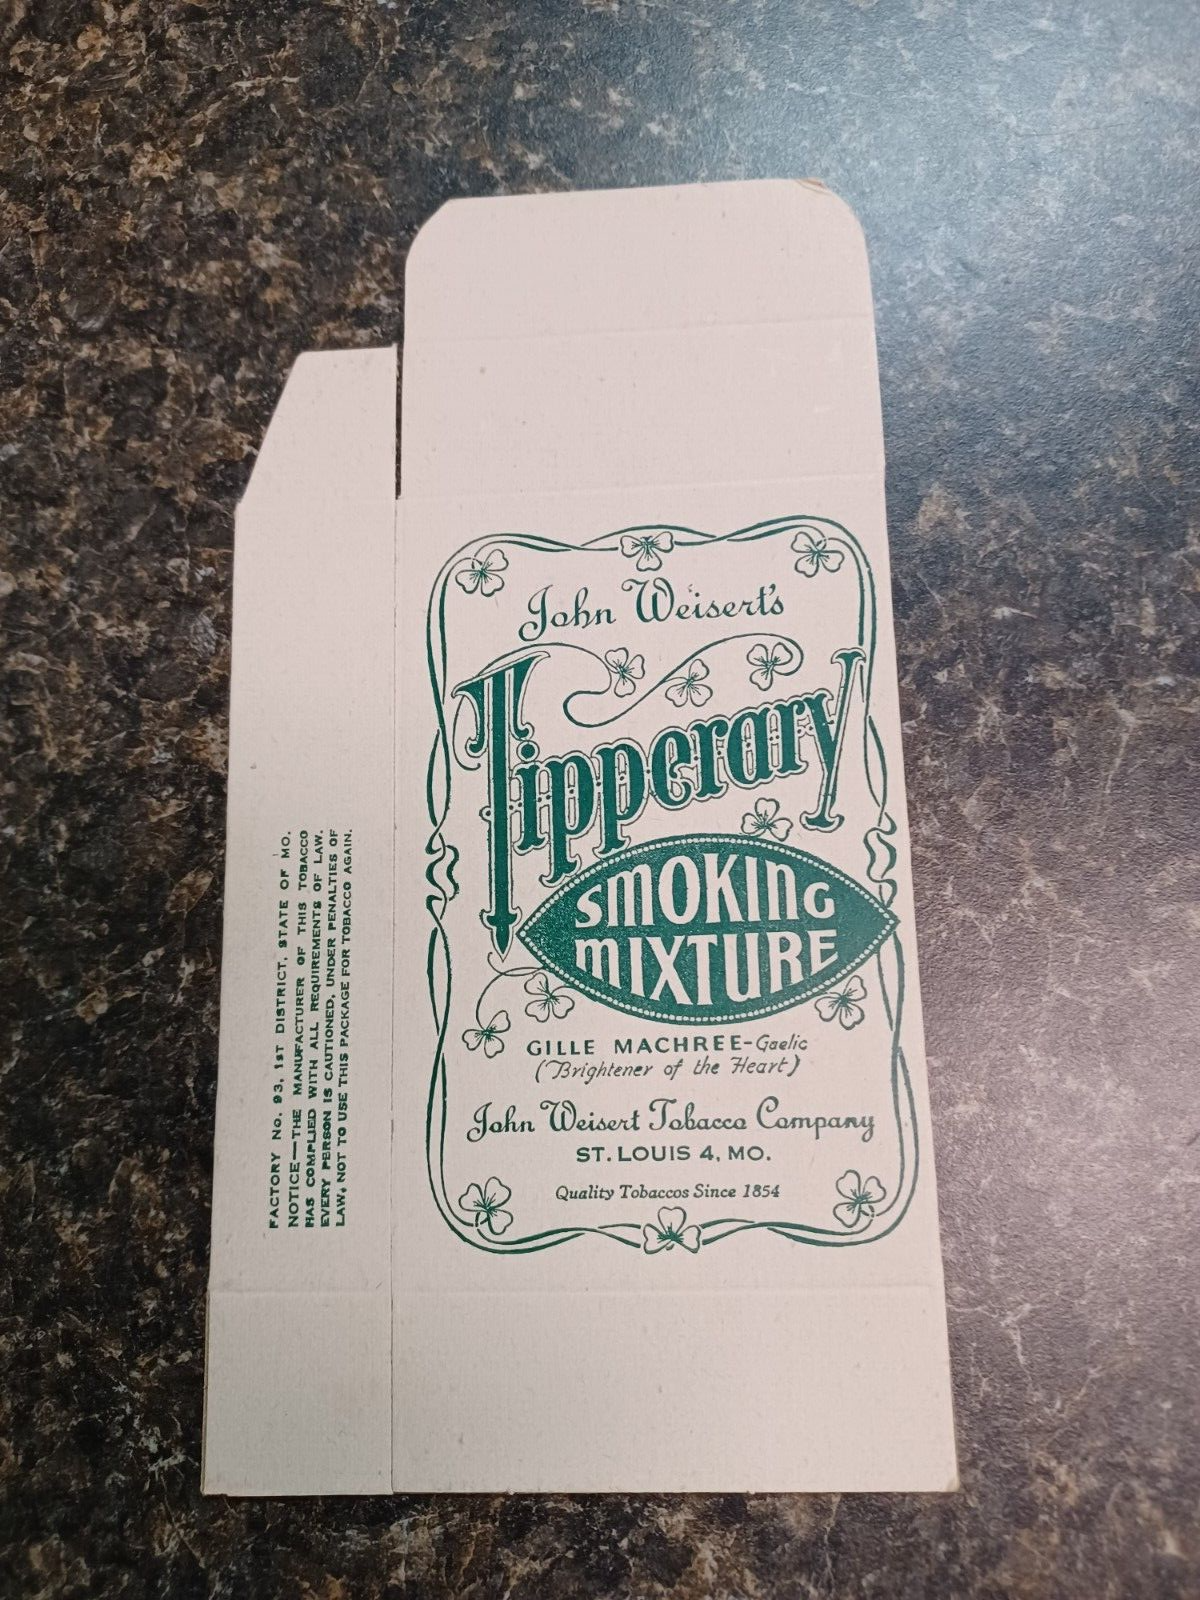 John Weisert's
Tipperary
SMOKING
MIXTURE
GILLE MACHREE-Gaelic
(Brightener of the Heart)
John Weisert Tobacco Company
ST. LOUIS 4, MO.
Quality Tobaccos Since 1854
FACTORY No. 93, 1ST DISTRICT, STATE OF MO.
NOTICE—THE MANUFACTURER OF THIS TOBACCO
HAS COMPLIED WITH ALL REQUIREMENTS OF LAW.
EVERY PERSON IS CAUTIONED, UNDER PENALTIES OF
LAW, NOT TO USE THIS PACKAGE FOR TOBACCO AGAIN.